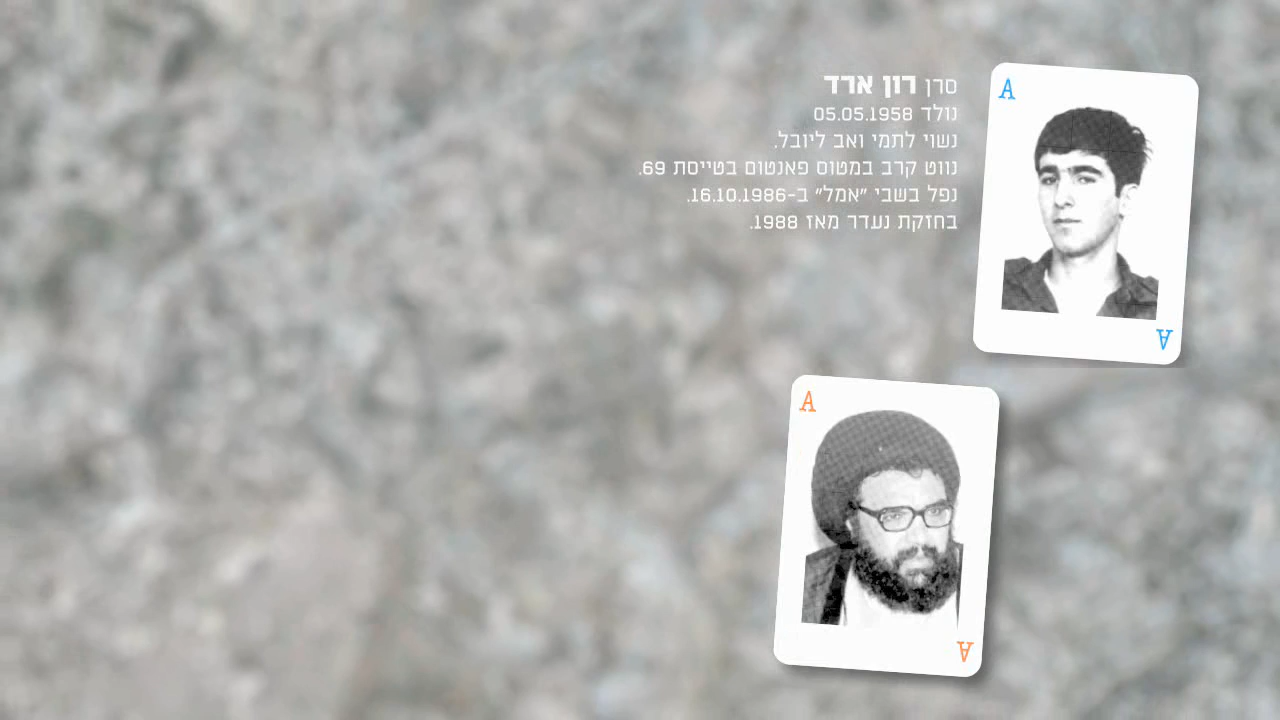 סרן רון ארד
נולד 05.05.1958
נשוי לתמי ואב ליובל.
נווט קרב במטוס פאנטום בטייסת 69.
נפל בשבי "אמל" ב-16.10.1986.
בחזקת נעדר מאז 1988.
A
A
A
A